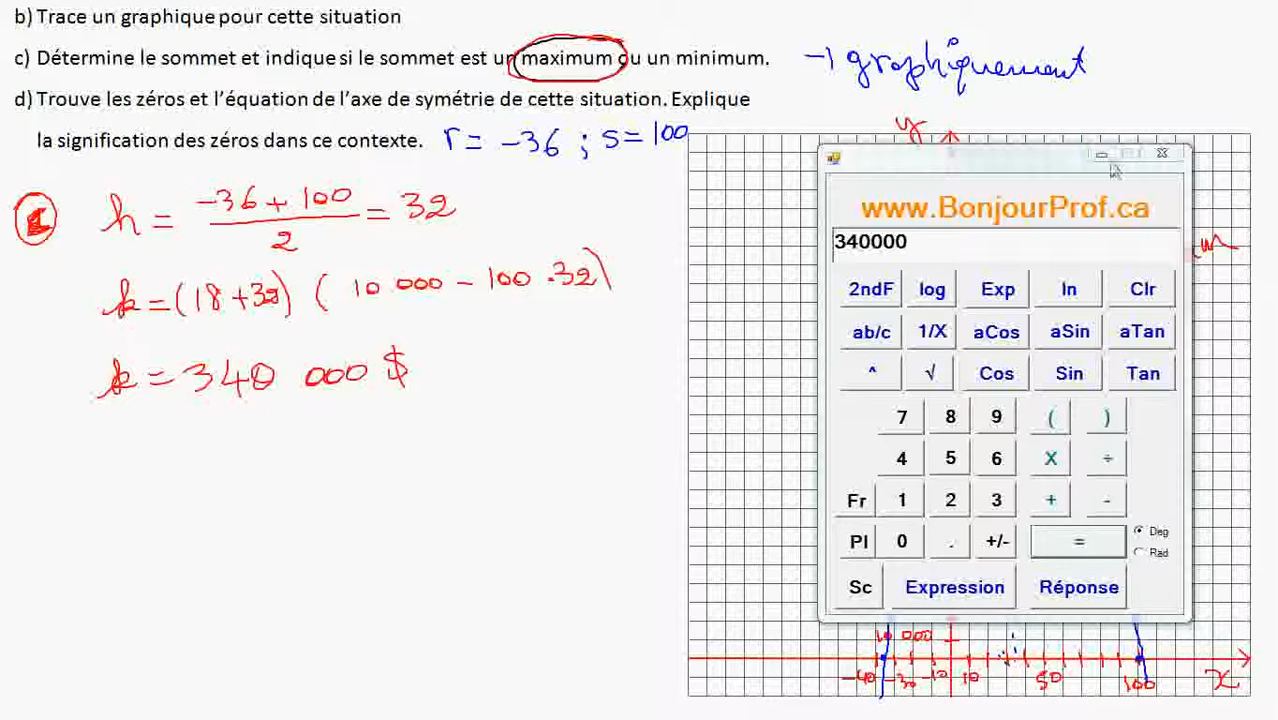 b) Trace un graphique pour cette situation
c) Détermine le sommet et indique si le sommet est un maximum ou un minimum. → graphiquement
d) Trouve les zéros et l'équation de l'axe de symétrie de cette situation. Explique
la signification des zéros dans ce contexte. r = -36 ; s = 100
h = (-36 + 100)/2 = 32
k = (18 + 32) ( 10 000 - 100 . 32)
k = 340 000 $
y
www.BonjourProf.ca
340000
2ndF log Exp ln Clr
ab/c 1/X aCos aSin aTan
^ √ Cos Sin Tan
7 8 9 ( )
4 5 6 X ÷
Fr 1 2 3 + -
PI 0 . +/- = Deg
Rad
Sc Expression Réponse
10 000
-40 -30 -10 10 50 100 x